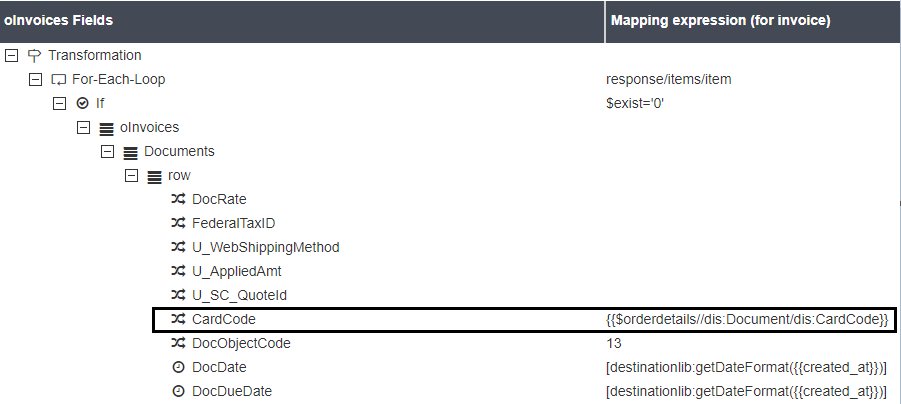 oInvoices Fields Mapping expression (for invoice)
Transformation
For-Each-Loop response/items/item
If $exist='0'
oInvoices
Documents
row
DocRate
FederalTaxID
U_WebShippingMethod
U_AppliedAmt
U_SC_QuoteId
CardCode {{$orderdetails//dis:Document/dis:CardCode}}
DocObjectCode 13
DocDate [destinationlib:getDateFormat({{created_at}})]
DocDueDate [destinationlib:getDateFormat({{created_at}})]